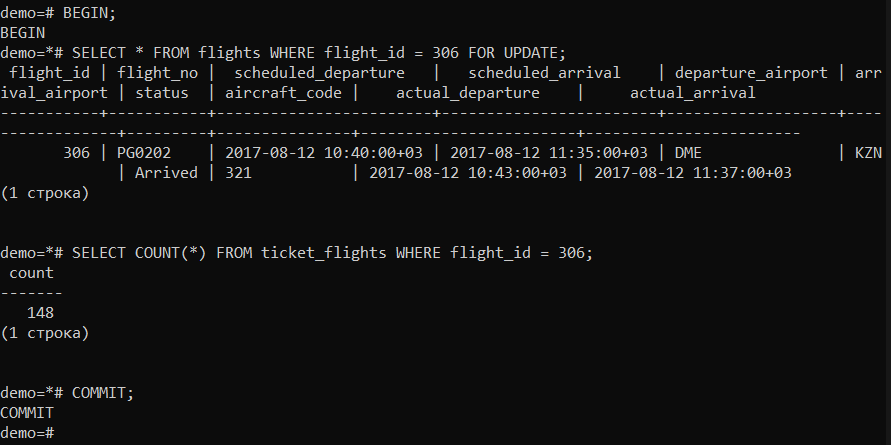 demo=# BEGIN;
BEGIN
demo=*# SELECT * FROM flights WHERE flight_id = 306 FOR UPDATE;
 flight_id | flight_no |  scheduled_departure   |   scheduled_arrival    | departure_airport | arr
ival_airport | status  | aircraft_code |    actual_departure    |     actual_arrival
-----------+-----------+------------------------+------------------------+-------------------+----
-------------+---------+---------------+------------------------+------------------------
       306 | PG0202    | 2017-08-12 10:40:00+03 | 2017-08-12 11:35:00+03 | DME               | KZN
             | Arrived | 321           | 2017-08-12 10:43:00+03 | 2017-08-12 11:37:00+03
(1 строка)
demo=*# SELECT COUNT(*) FROM ticket_flights WHERE flight_id = 306;
 count
-------
   148
(1 строка)
demo=*# COMMIT;
COMMIT
demo=#